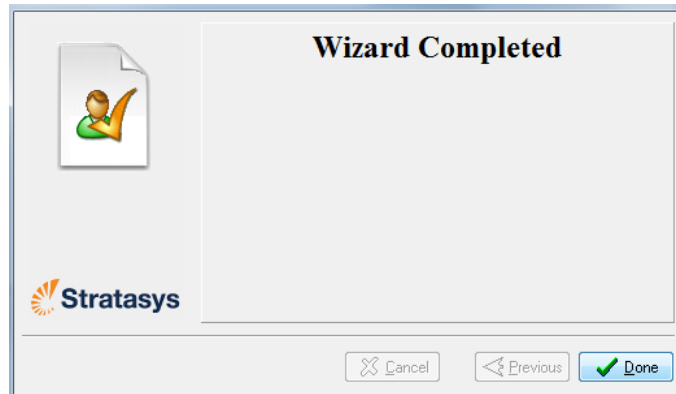 Wizard Completed
Stratasys
Cancel
Previous
Done